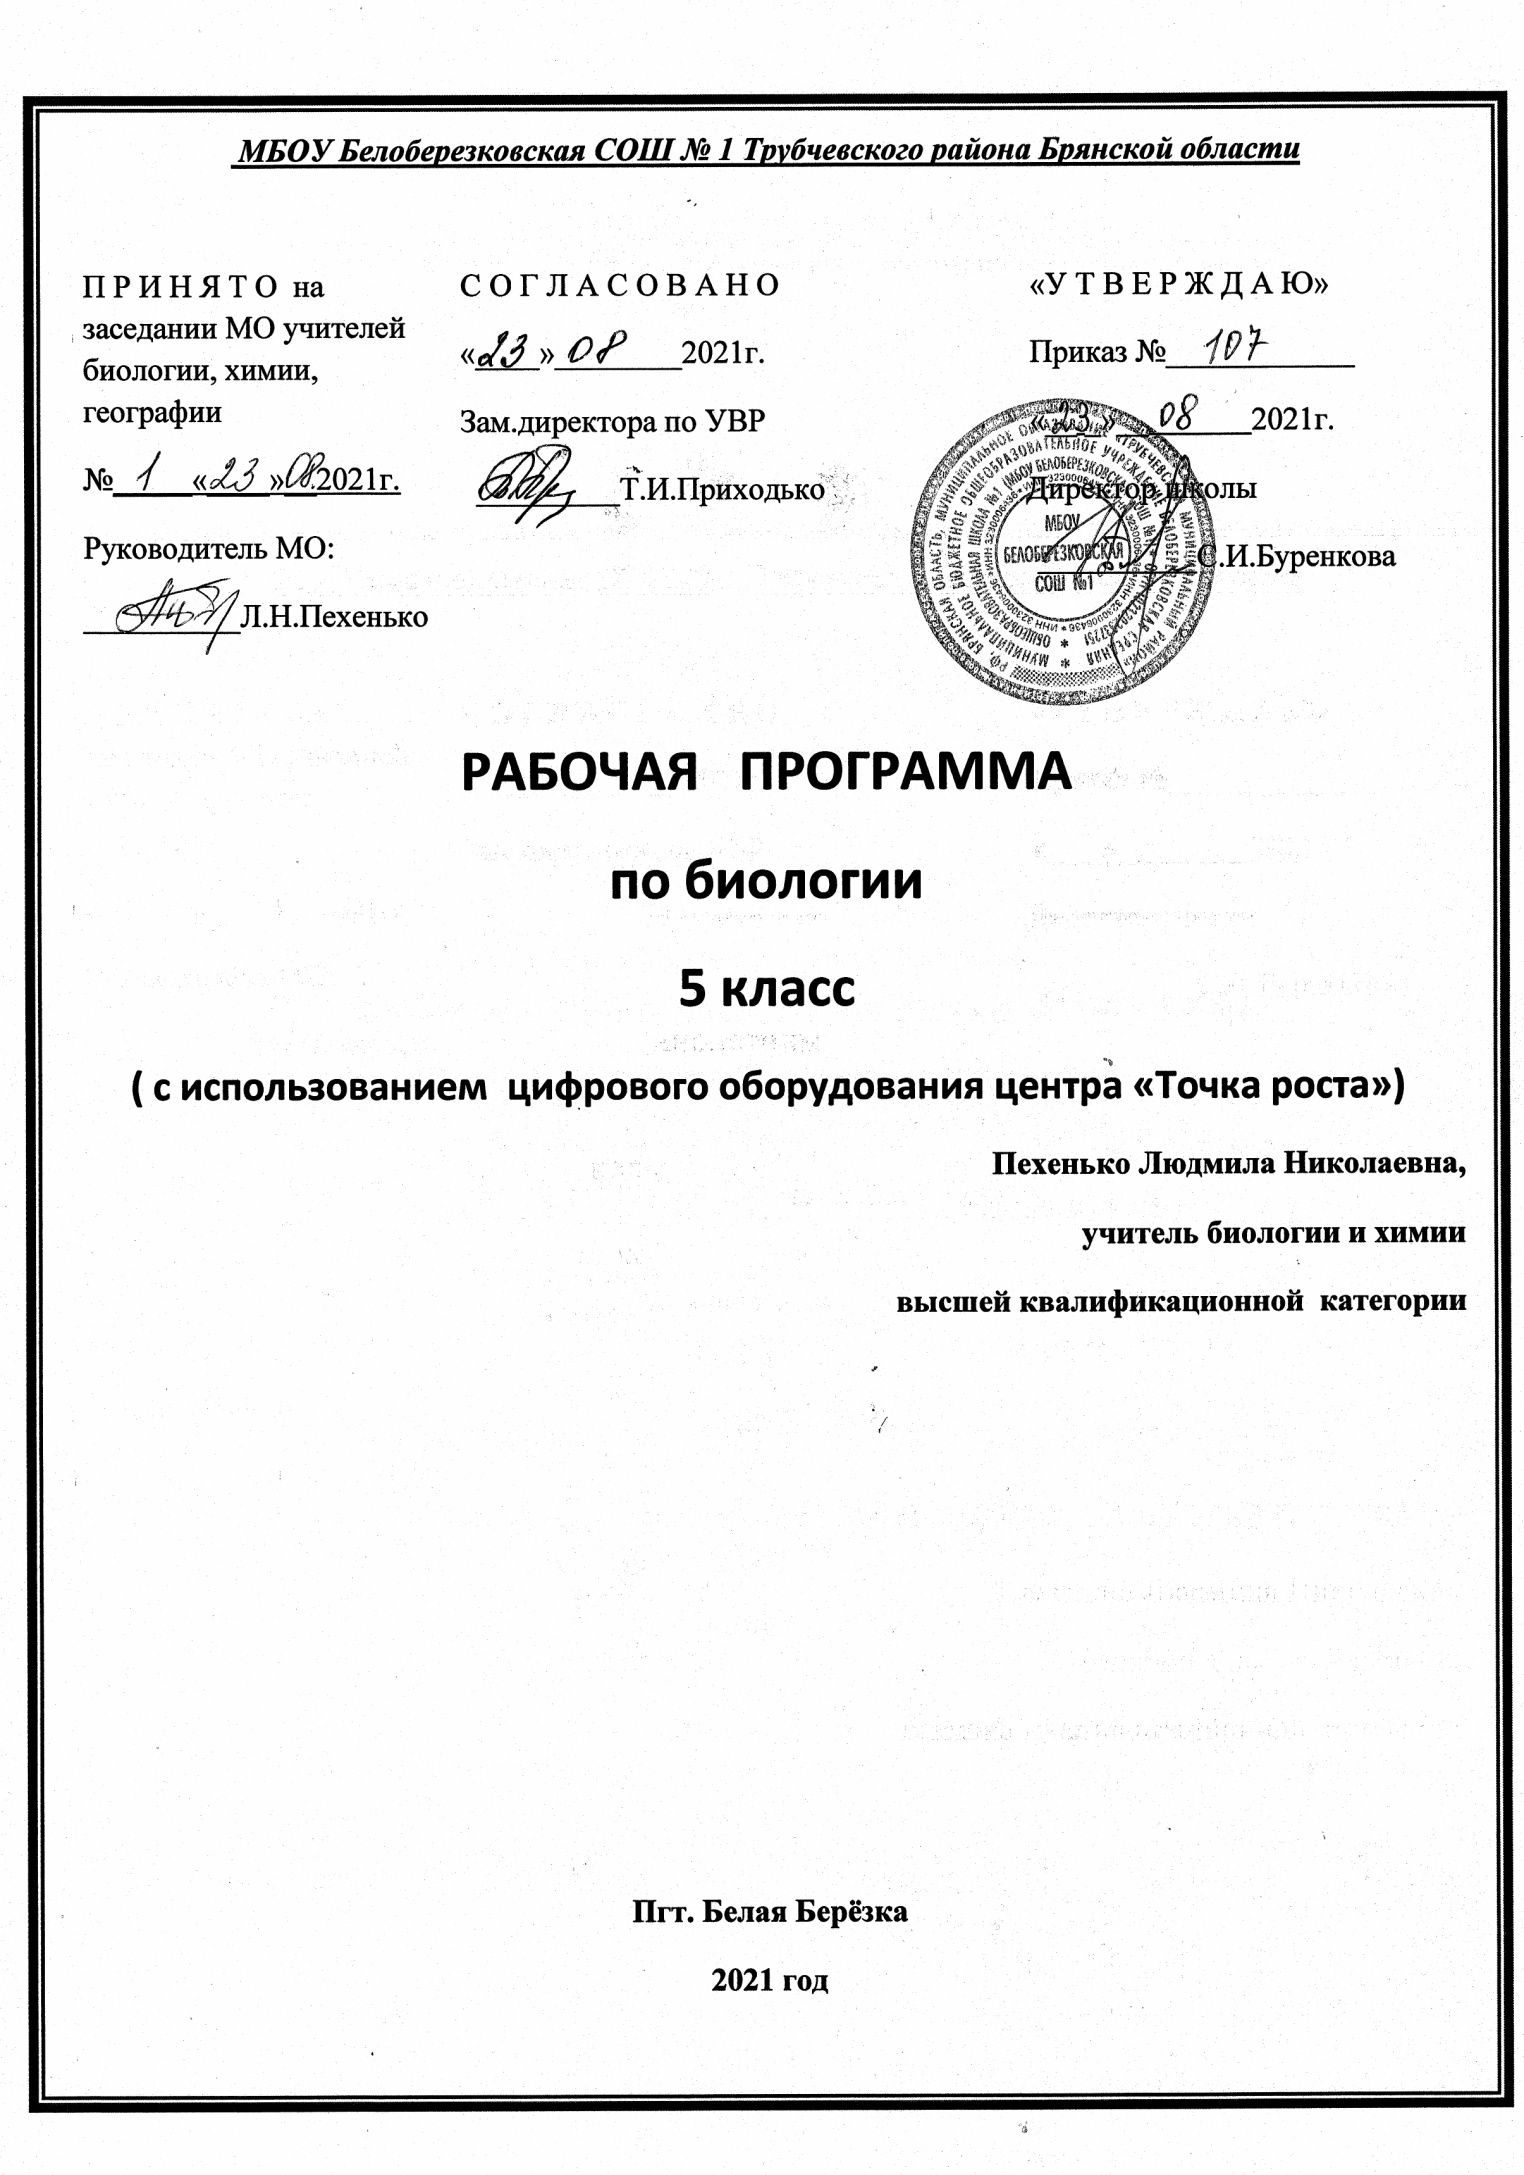 МБОУ Белоберезковская СОШ № 1 Трубчевского района Брянской области
П Р И Н Я Т О на
заседании МО учителей
биологии, химии,
географии
№ 1 «23» 08. 2021г.
Руководитель МО:
Л.Н.Пехенько
С О Г Л А С О В А Н О
«23» 08 2021г.
Зам.директора по УВР
Т.И.Приходько
«У Т В Е Р Ж Д А Ю»
Приказ № 107
«23» 08 2021г.
Директор школы
С.И.Буренкова
МБОУ
БЕЛОБЕРЕЗКОВСКАЯ
СОШ №1
РАБОЧАЯ ПРОГРАММА
по биологии
5 класс
( с использованием цифрового оборудования центра «Точка роста»)
Пехенько Людмила Николаевна,
учитель биологии и химии
высшей квалификационной категории
Пгт. Белая Берёзка
2021 год